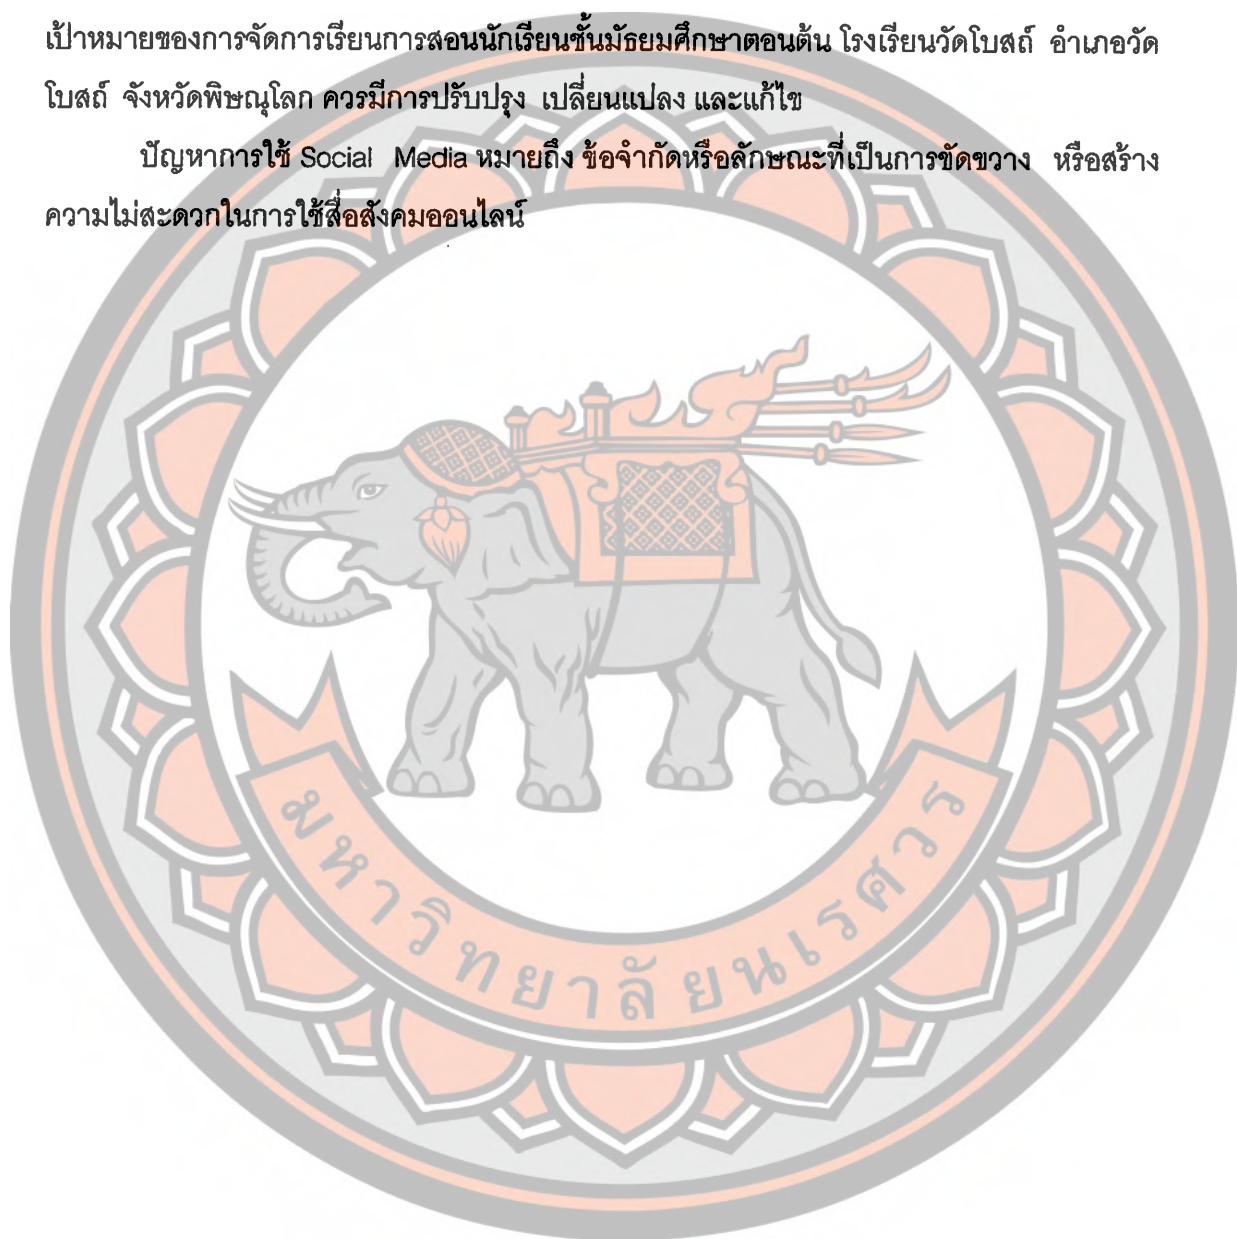 เป้าหมายของการจัดการเรียนการสอนนักเรียนชั้นมัธยมศึกษาตอนต้น โรงเรียนวัดโบสถ์ อำเภอวัด
โบสถ์ จังหวัดพิษณุโลก ควรมีการปรับปรุง เปลี่ยนแปลง และแก้ไข
ปัญหาการใช้ Social Media หมายถึง ข้อจำกัดหรือลักษณะที่เป็นการขัดขวาง หรือสร้าง
ความไม่สะดวกในการใช้สื่อสังคมออนไลน์
มหาวิทยาลัยนเรศวร